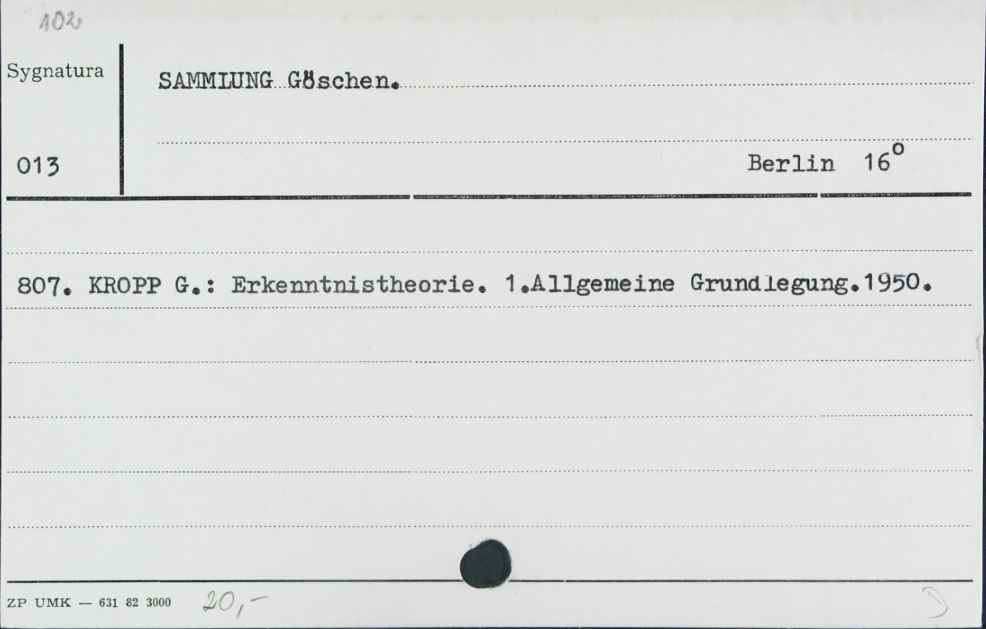 102
Sygnatura
SAMMLUNG Göschen.
013
Berlin 16o
807. KROPP G.: Erkenntnistheorie. 1.Allgemeine Grundlegung.1950.
ZP UMK — 631 82 3000 20,-
D